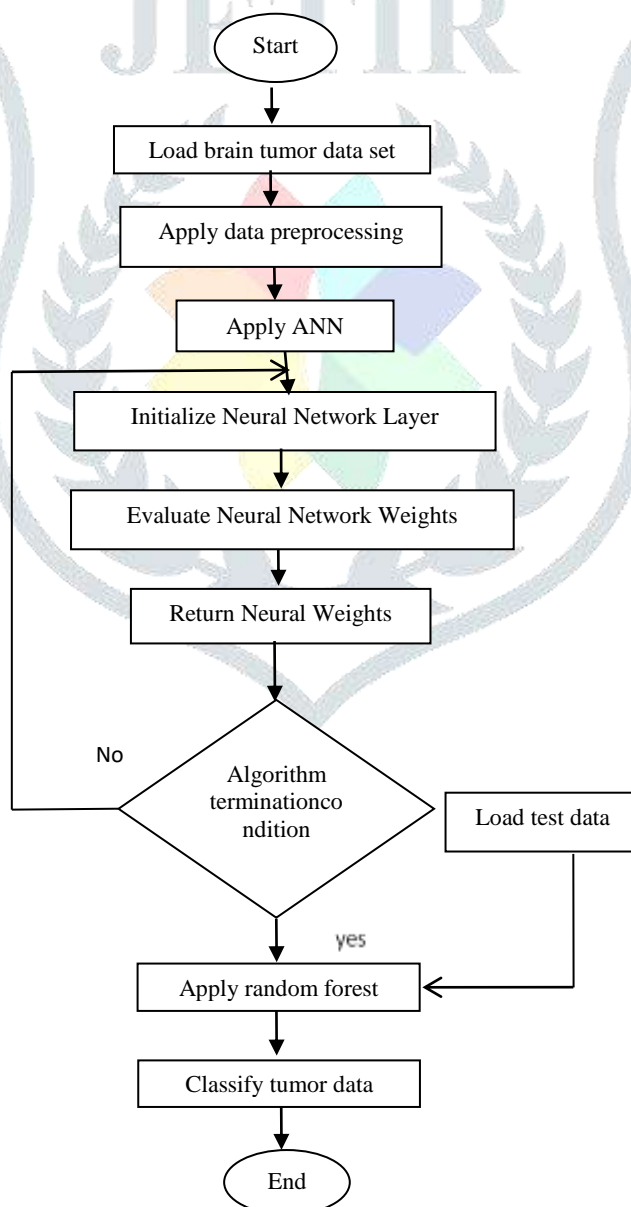 JETIR
Start
Load brain tumor data set
Apply data preprocessing
Apply ANN
Initialize Neural Network Layer
Evaluate Neural Network Weights
Return Neural Weights
No
Algorithm
terminationco
ndition
Load test data
yes
Apply random forest
Classify tumor data
End